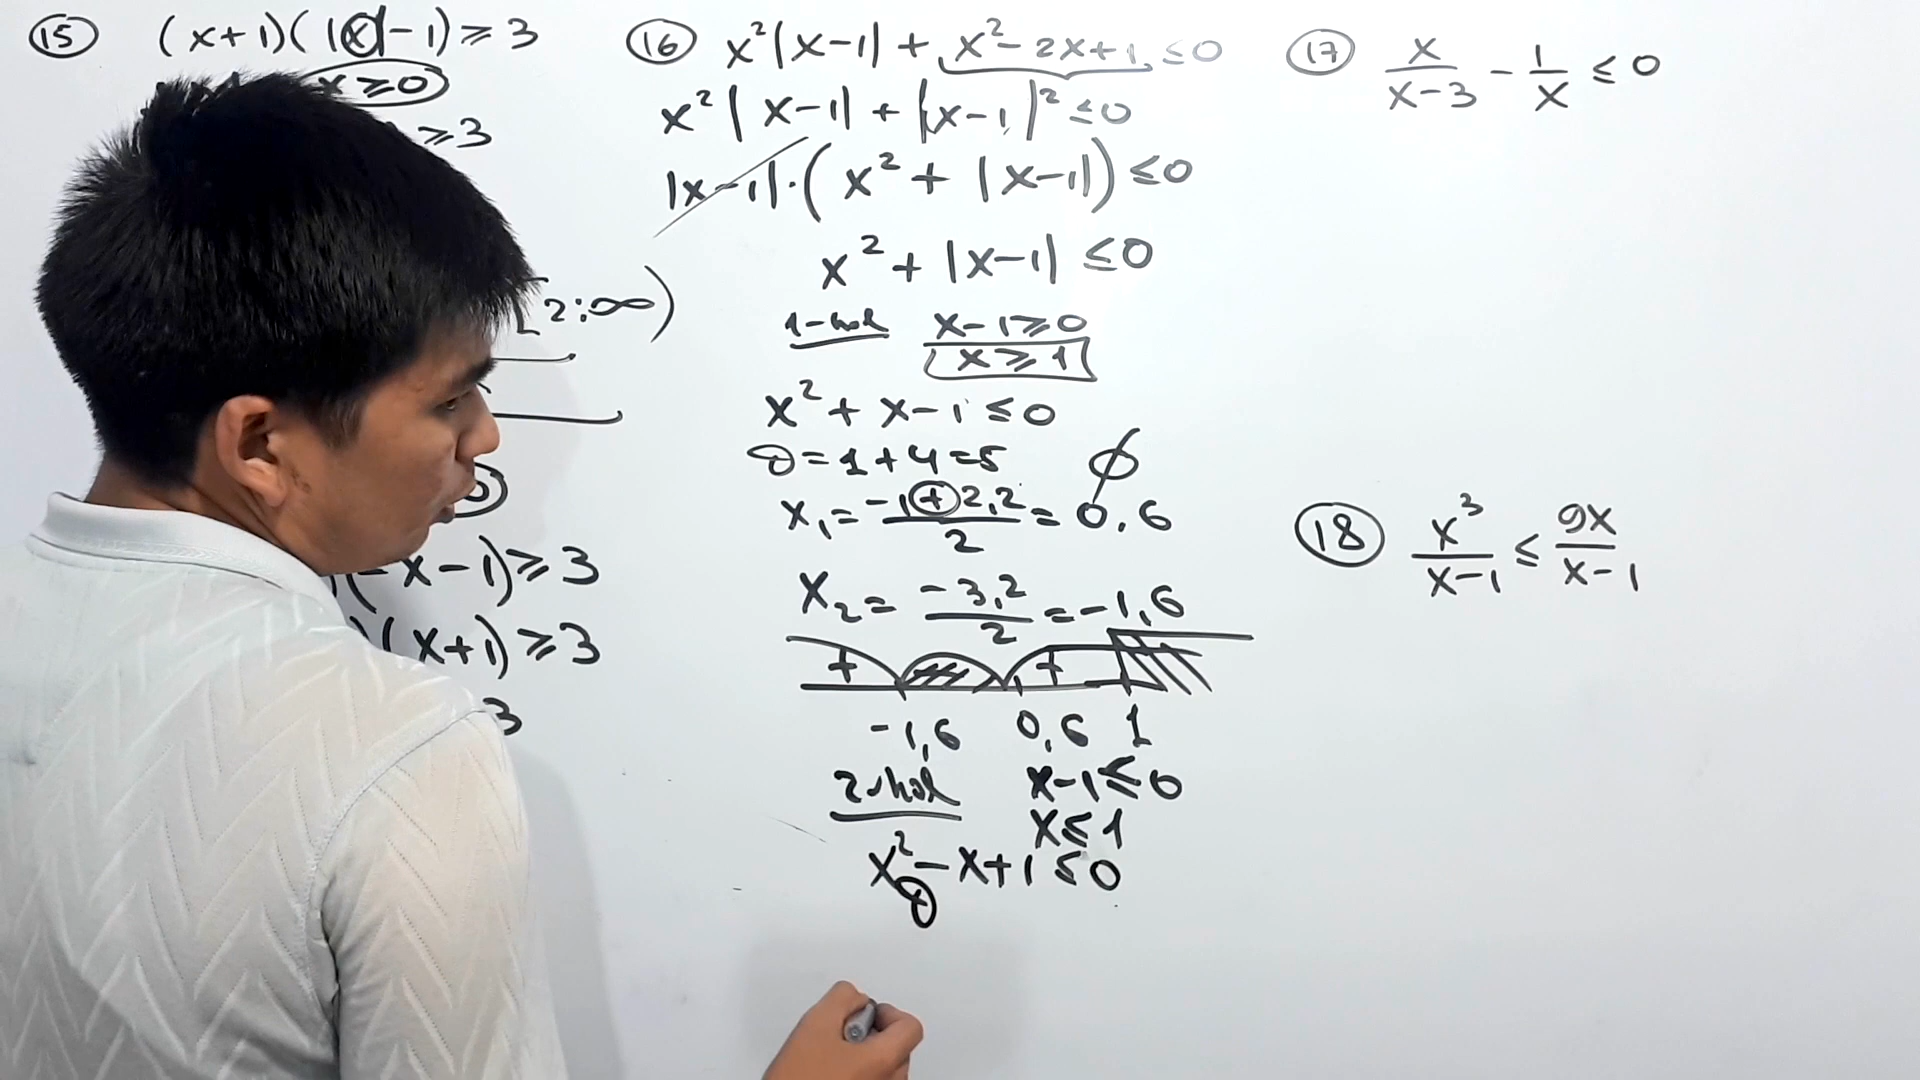 15 (x+1)(|x|-1)≥3
x≥0
≥3
[2;∞)
x-1)≥3
(x+1)≥3
3
16 x²|x-1| + x²-2x+1 ≤0
x²|x-1| + |x-1|² ≤0
|x-1|·(x²+|x-1|)≤0
x²+|x-1| ≤0
1-hol x-1≥0
x≥1
x²+x-1≤0
D=1+4=5 ∅
x₁= (-1+2,2)/2 = 0,6
x₂= (-3,2)/2 = -1,6
+ +
-1,6 0,6 1
2-hol x-1≤0
x≤1
x²-x+1≤0
17 x/(x-3) - 1/x ≤0
18 x³/(x-1) ≤ 9x/(x-1)